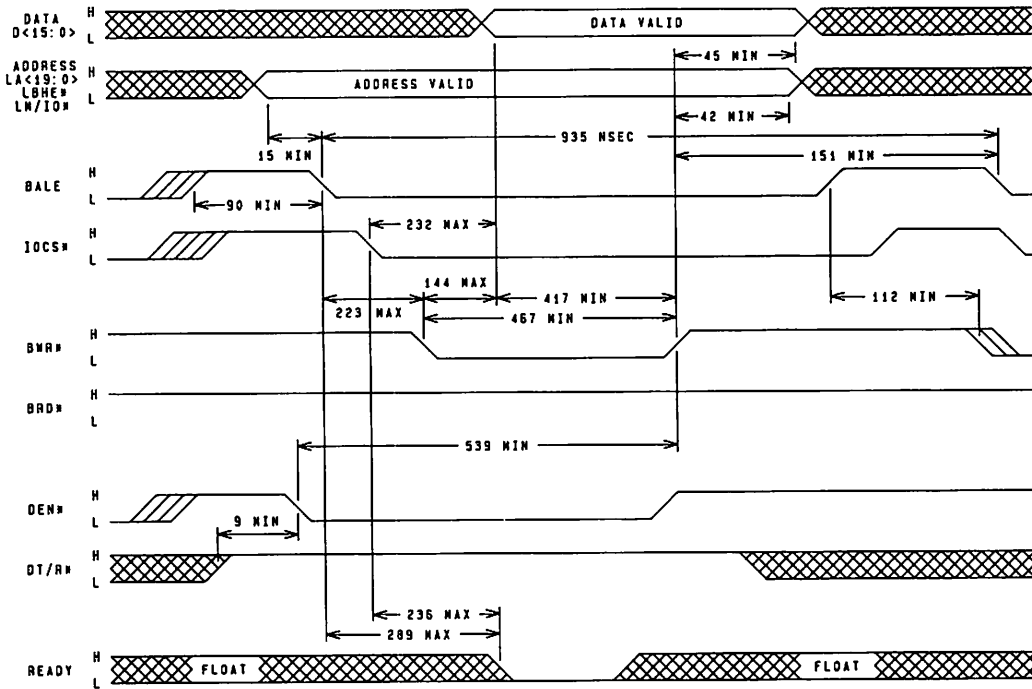 DATA
D<15:0>
H
L
DATA VALID
45 MIN
ADDRESS
LA<19:0>
LBHE*
LM/IO*
H
L
ADDRESS VALID
42 MIN
935 NSEC
15 MIN
151 MIN
BALE
H
L
90 MIN
232 MAX
IOCS*
H
L
144 MAX
417 MIN
112 MIN
223 MAX
467 MIN
BWR*
H
L
BRD*
H
L
539 MIN
DEN*
H
L
9 MIN
DT/R*
H
L
236 MAX
289 MAX
READY
H
L
FLOAT
FLOAT